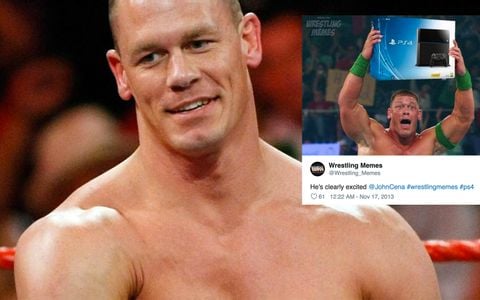 WRESTLING
MEMES
PS4
Wrestling Memes
@Wrestling_Memes
He's clearly excited @JohnCena #wrestlingmemes #ps4
61 12:22 AM - Nov 17, 2013